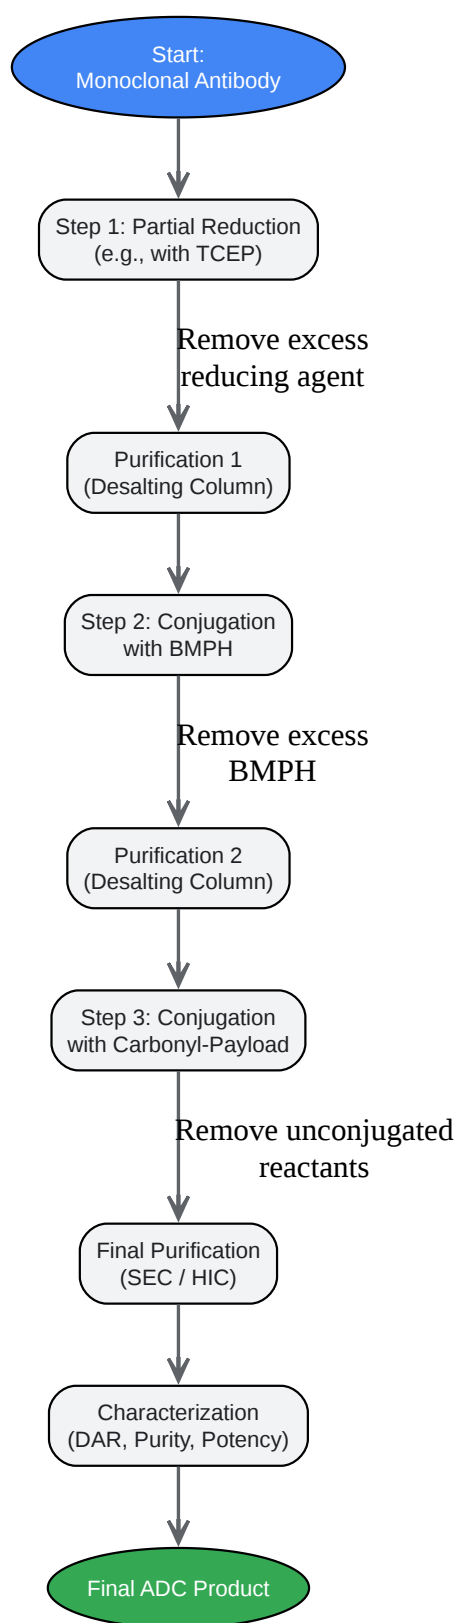 Start:
Monoclonal Antibody
Step 1: Partial Reduction
(e.g., with TCEP)
Remove excess
reducing agent
Purification 1
(Desalting Column)
Step 2: Conjugation
with BMPH
Remove excess
BMPH
Purification 2
(Desalting Column)
Step 3: Conjugation
with Carbonyl-Payload
Remove unconjugated
reactants
Final Purification
(SEC / HIC)
Characterization
(DAR, Purity, Potency)
Final ADC Product